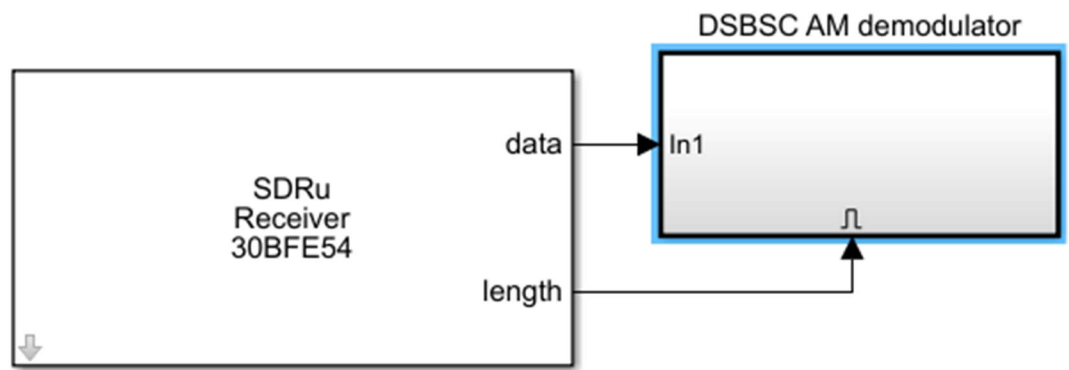 DSBSC AM demodulator
data
In1
SDRu
Receiver
30BFE54
length